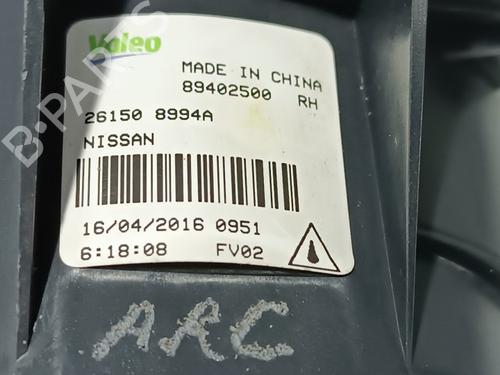 Valeo
MADE IN CHINA
89402500 RH
26150 8994A
NISSAN
16/04/2016 0951
6:18:08 FV02
ARC
B-PARTS